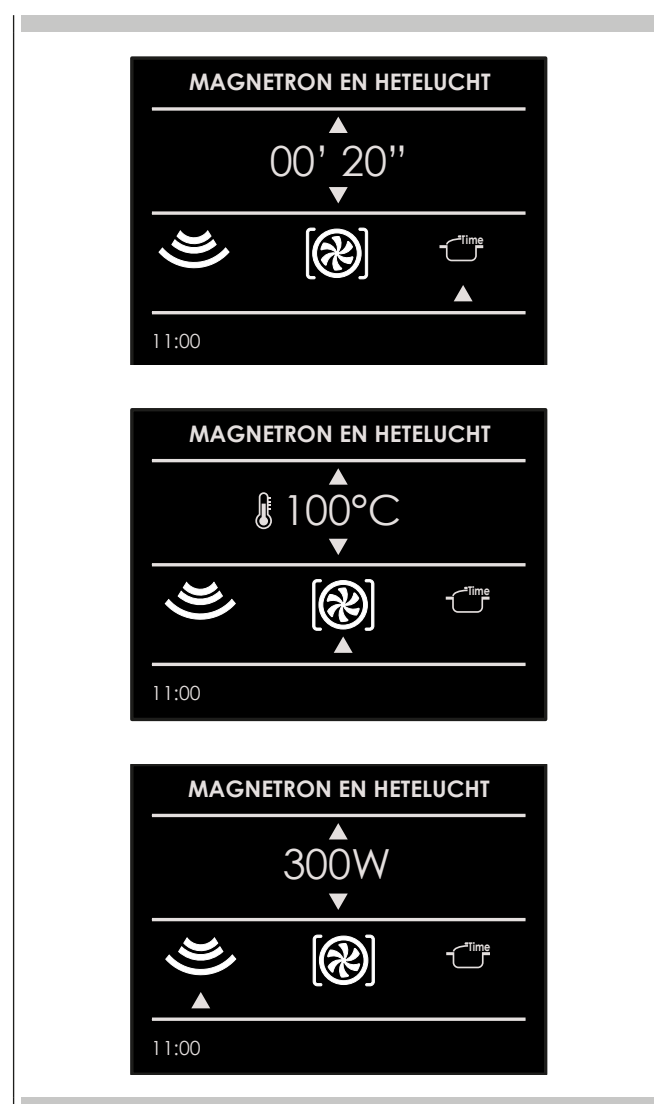 MAGNETRON EN HETELUCHT
00’ 20’’
Time
11:00
MAGNETRON EN HETELUCHT
100°C
Time
11:00
MAGNETRON EN HETELUCHT
300W
Time
11:00